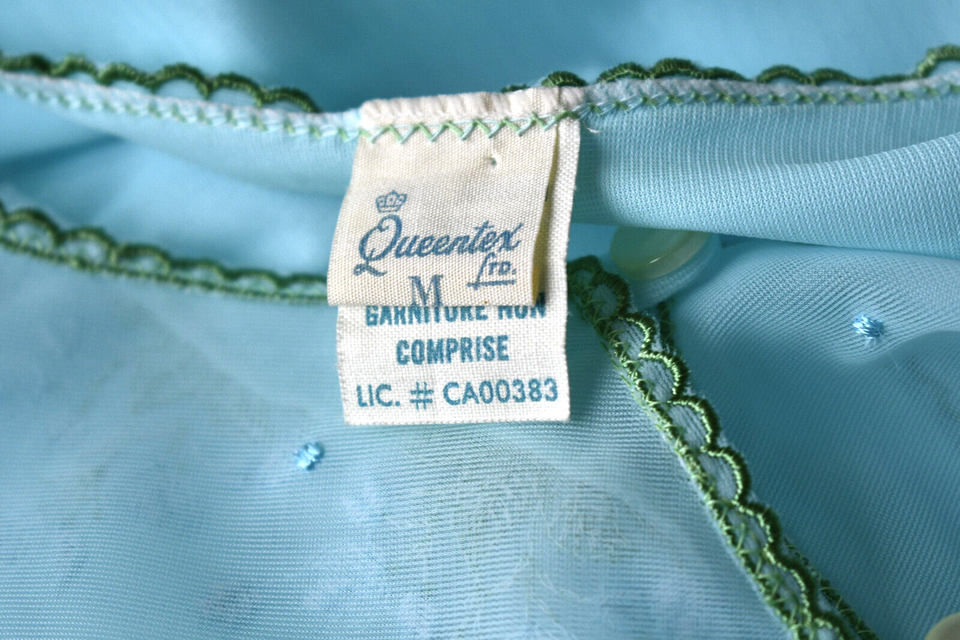 Queentex
LTD.
M
GARNITURE NON
COMPRISE
LIC. # CA00383